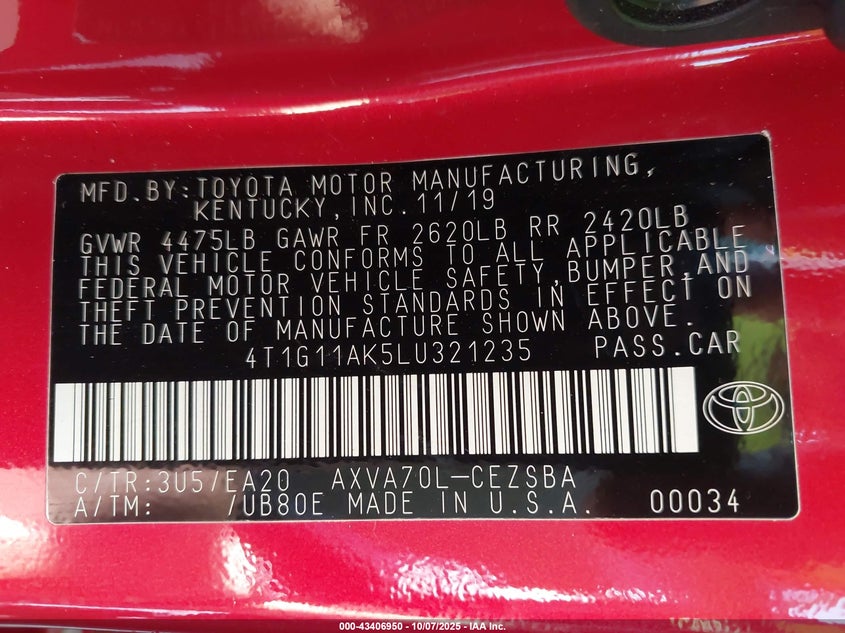 MFD.BY:TOYOTA MOTOR MANUFACTURING,
KENTUCKY,INC.11/19
GVWR 4475LB GAWR FR 2620LB RR 2420LB
THIS VEHICLE CONFORMS TO ALL APPLICABLE
FEDERAL MOTOR VEHICLE SAFETY,BUMPER,AND
THEFT PREVENTION STANDARDS IN EFFECT ON
THE DATE OF MANUFACTURE SHOWN ABOVE.
4T1G11AK5LU321235 PASS.CAR
C/TR:3U5/EA20 AXVA70L-CEZSBA
A/TM: /UB80E MADE IN U.S.A. 00034
000-43406950 - 10/07/2025 - IAA Inc.